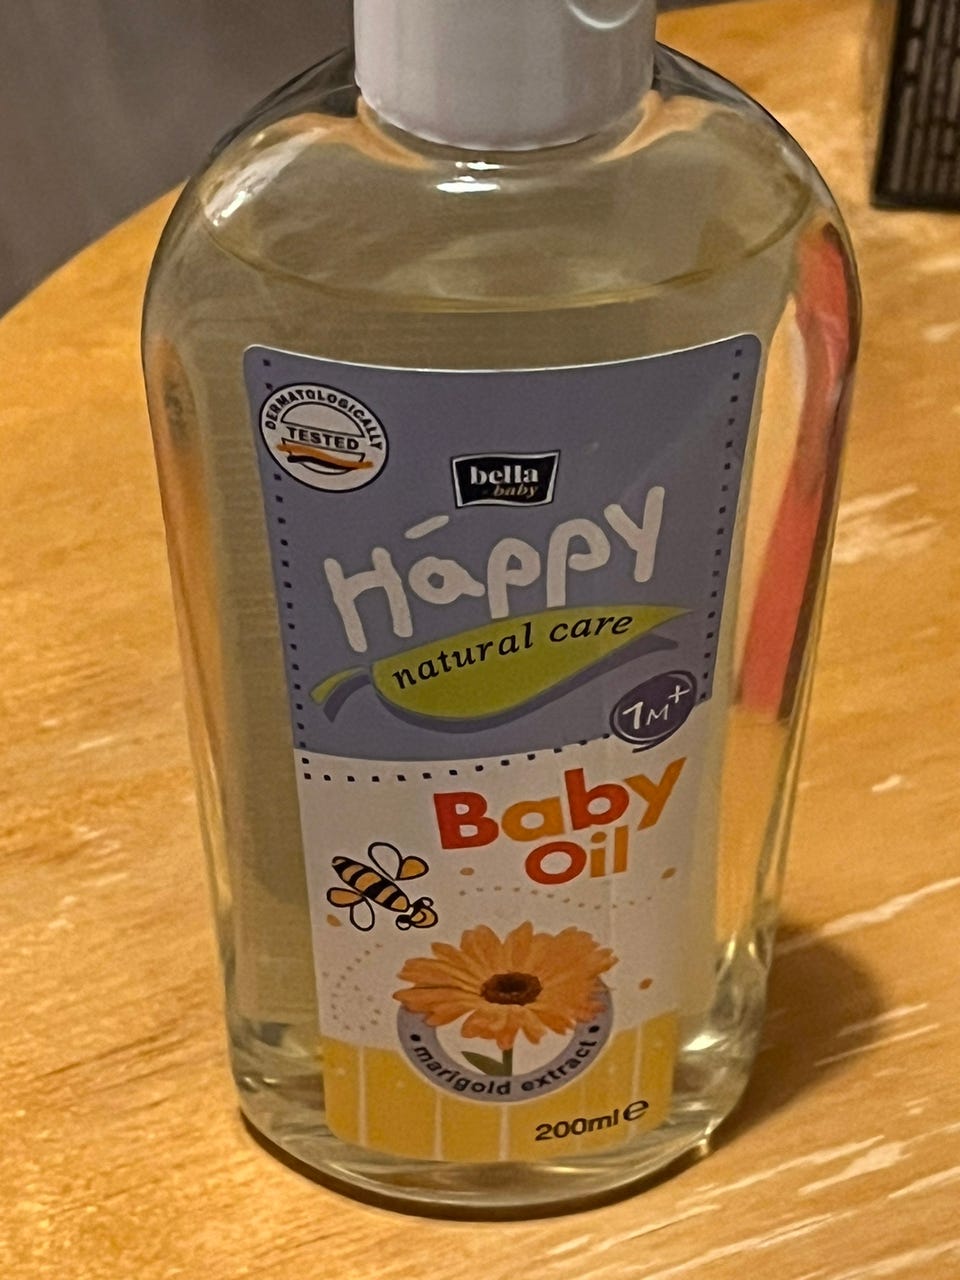 DERMATOLOGICALLY
TESTED
bella
baby
Háppy
natural care
1M+
Baby
Oil
• marigold extract •
200ml e